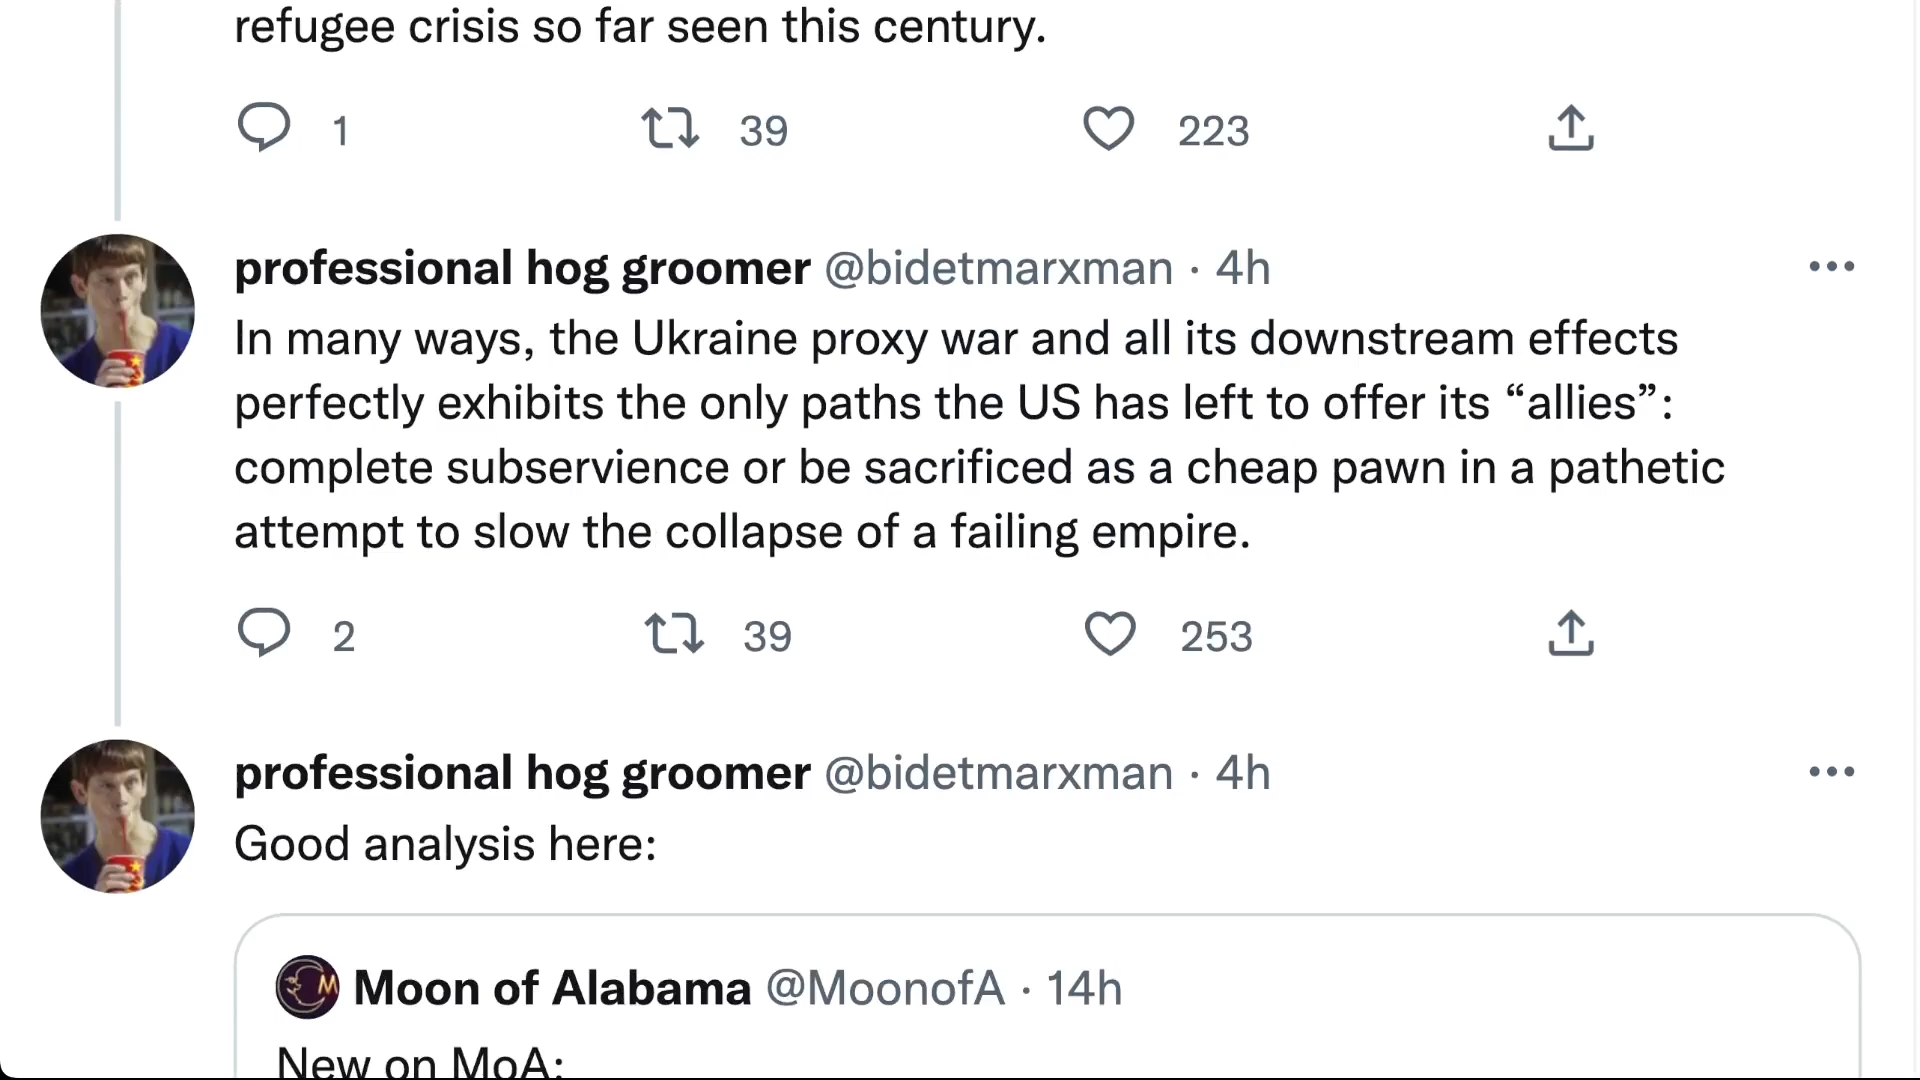 refugee crisis so far seen this century.
1 39 223
professional hog groomer @bidetmarxman · 4h
In many ways, the Ukraine proxy war and all its downstream effects
perfectly exhibits the only paths the US has left to offer its “allies”:
complete subservience or be sacrificed as a cheap pawn in a pathetic
attempt to slow the collapse of a failing empire.
2 39 253
professional hog groomer @bidetmarxman · 4h
Good analysis here:
Moon of Alabama @MoonofA · 14h
New on MoA: